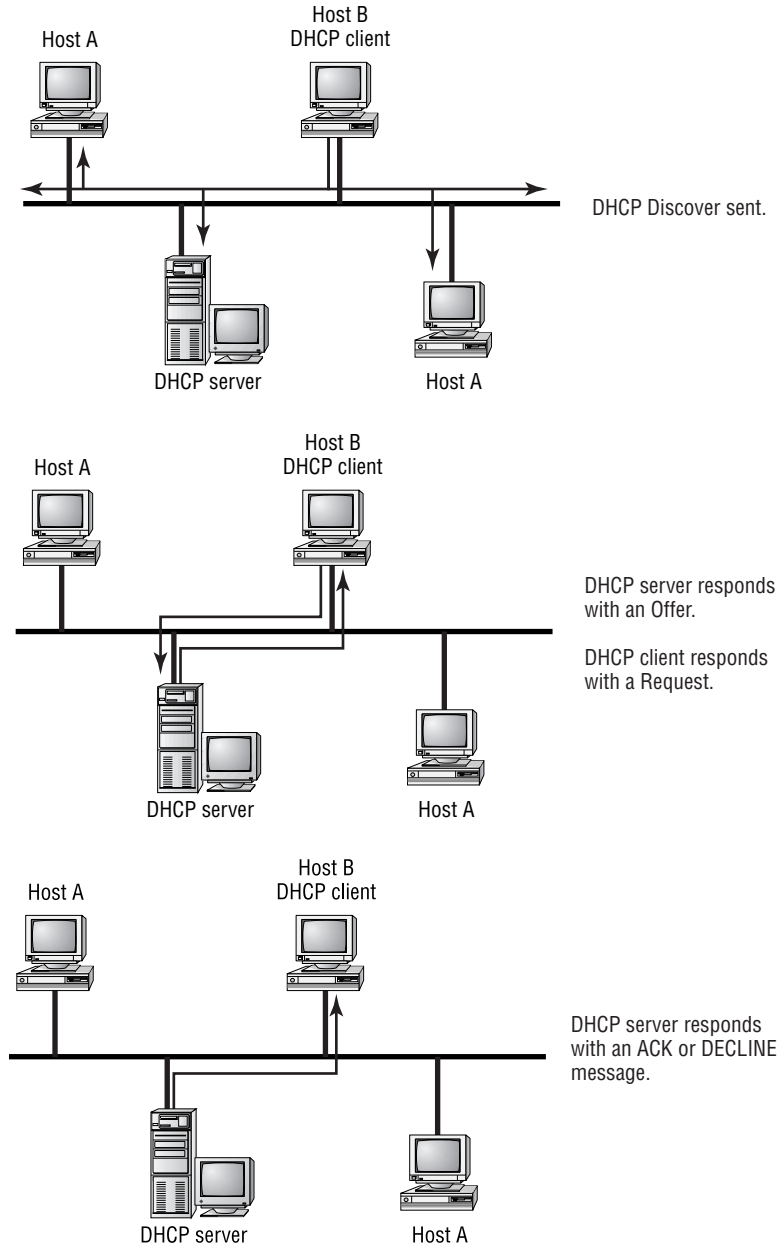 Host A
Host B
DHCP client
DHCP Discover sent.
DHCP server
Host A
Host A
Host B
DHCP client
DHCP server responds
with an Offer.
DHCP client responds
with a Request.
DHCP server
Host A
Host A
Host B
DHCP client
DHCP server responds
with an ACK or DECLINE
message.
DHCP server
Host A